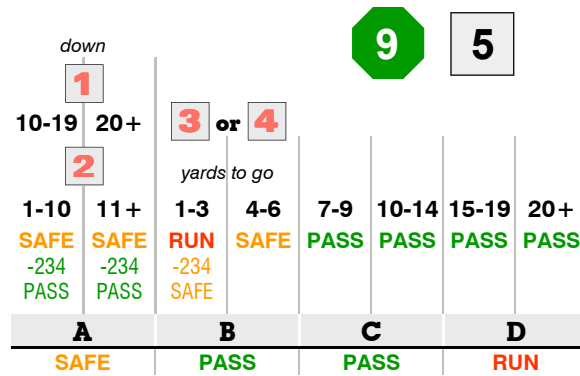 9 5
down
1
10-19 20+ 3 or 4
2 yards to go
1-10 11+ 1-3 4-6 7-9 10-14 15-19 20+
SAFE SAFE RUN SAFE PASS PASS PASS PASS
-234 -234 -234
PASS PASS SAFE
A B C D
SAFE PASS PASS RUN